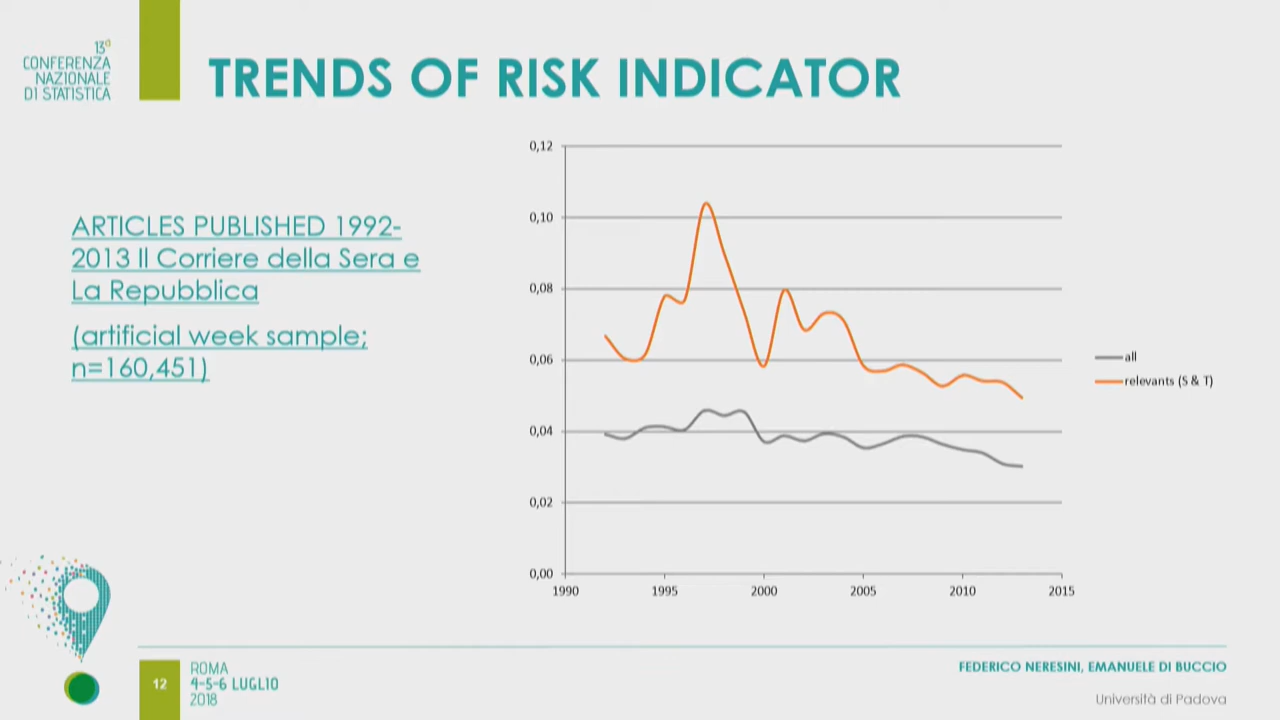 13ª
CONFERENZA
NAZIONALE
DI STATISTICA
TRENDS OF RISK INDICATOR
ARTICLES PUBLISHED 1992-
2013 Il Corriere della Sera e
La Repubblica
(artificial week sample;
n=160,451)
0,12
0,10
0,08
0,06
0,04
0,02
0,00
1990
1995
2000
2005
2010
2015
all
relevants (S & T)
12
ROMA
4-5-6 LUGLIO
2018
FEDERICO NERESINI, EMANUELE DI BUCCIO
Università di Padova